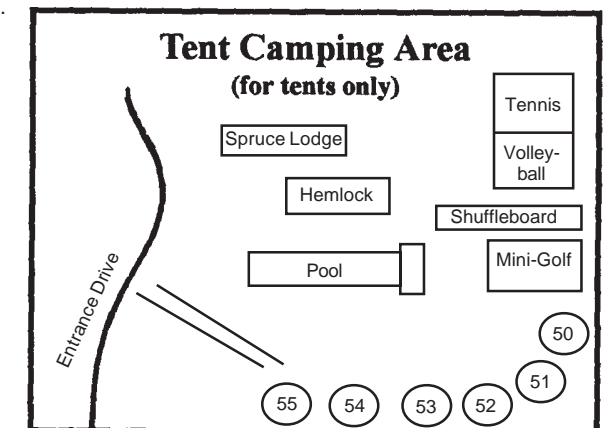 Tent Camping Area
(for tents only)
Tennis
Spruce Lodge
Volley-
ball
Hemlock
Shuffleboard
Mini-Golf
Pool
Entrance Drive
50
51
55
54
53
52